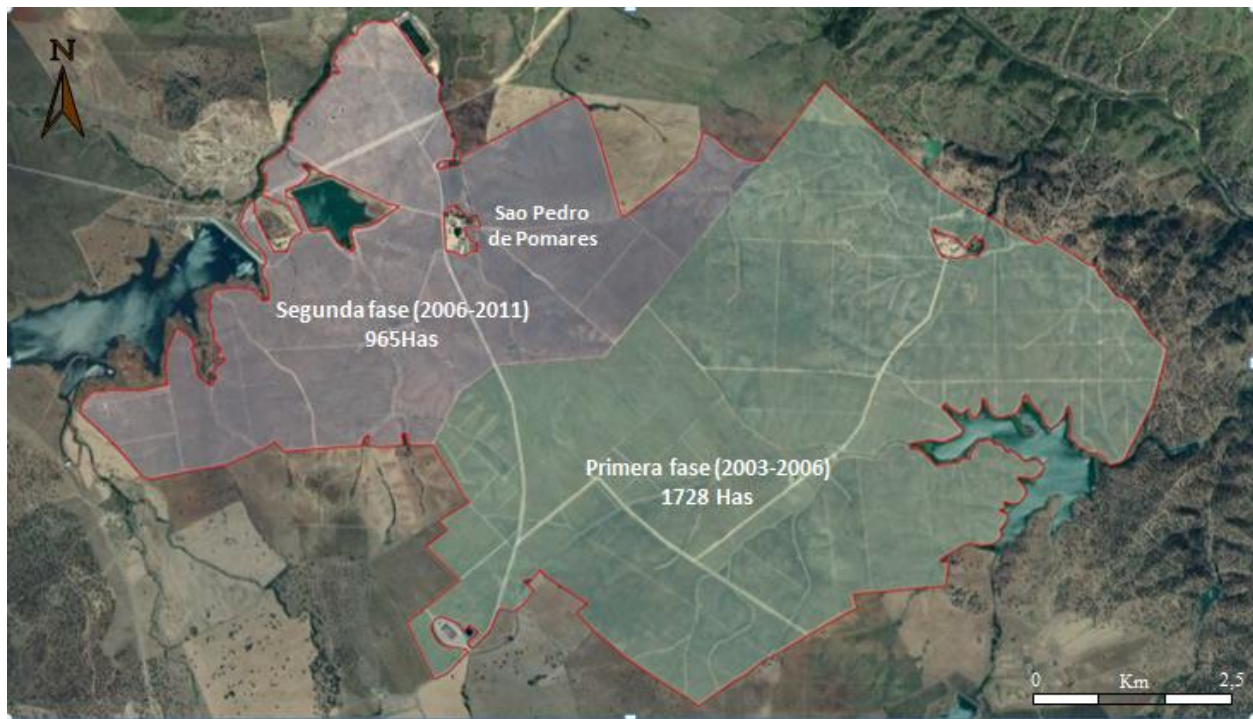 N
Sao Pedro
de Pomares
Segunda fase (2006-2011)
965Has
Primera fase (2003-2006)
1728 Has
0 Km 2,5